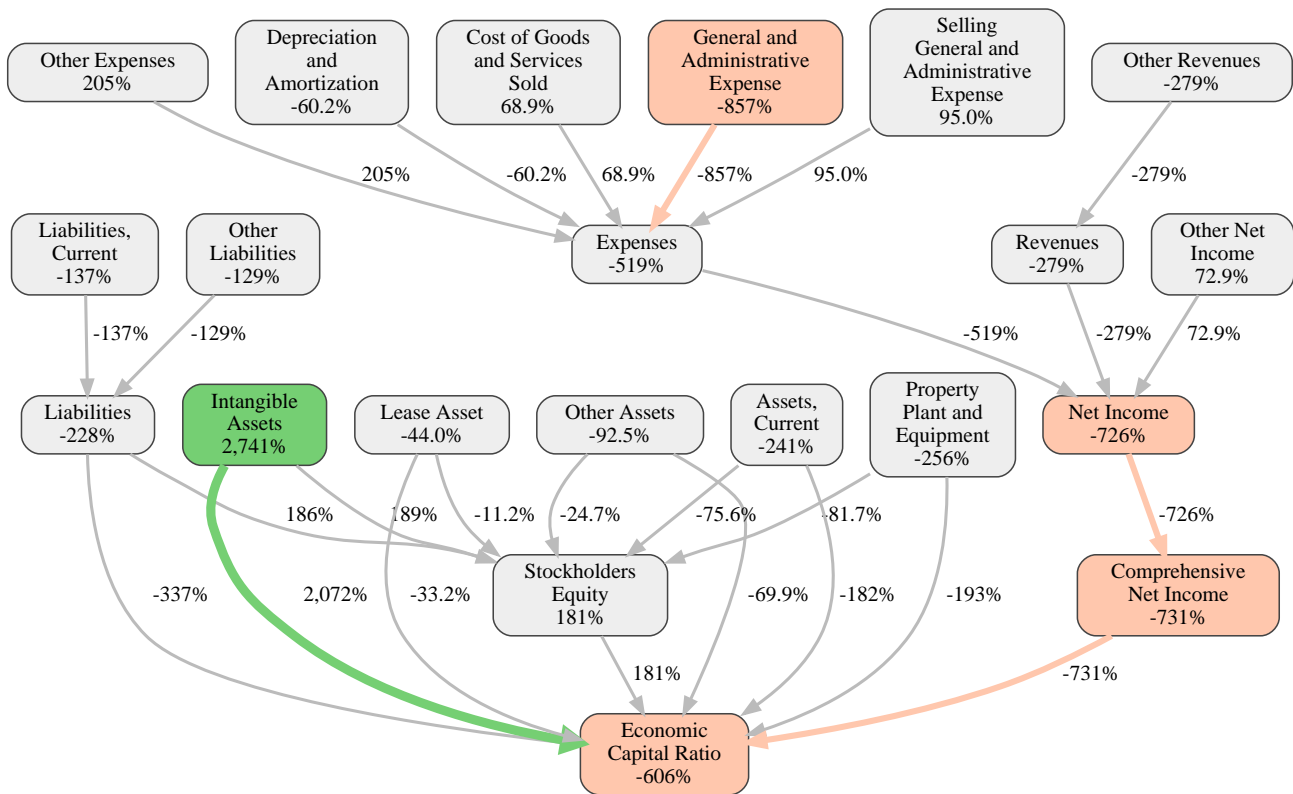 Other Expenses
205%
Depreciation
and
Amortization
-60.2%
Cost of Goods
and Services
Sold
68.9%
General and
Administrative
Expense
-857%
Selling
General and
Administrative
Expense
95.0%
Other Revenues
-279%
205%
-60.2%
68.9%
-857%
95.0%
-279%
Liabilities,
Current
-137%
Other
Liabilities
-129%
Expenses
-519%
Revenues
-279%
Other Net
Income
72.9%
-137%
-129%
-519%
-279%
72.9%
Liabilities
-228%
Intangible
Assets
2,741%
Lease Asset
-44.0%
Other Assets
-92.5%
Assets,
Current
-241%
Property
Plant and
Equipment
-256%
Net Income
-726%
186%
189%
-11.2%
-24.7%
-75.6%
-81.7%
-726%
Stockholders
Equity
181%
Comprehensive
Net Income
-731%
-337%
2,072%
-33.2%
-69.9%
-182%
-193%
181%
-731%
Economic
Capital Ratio
-606%